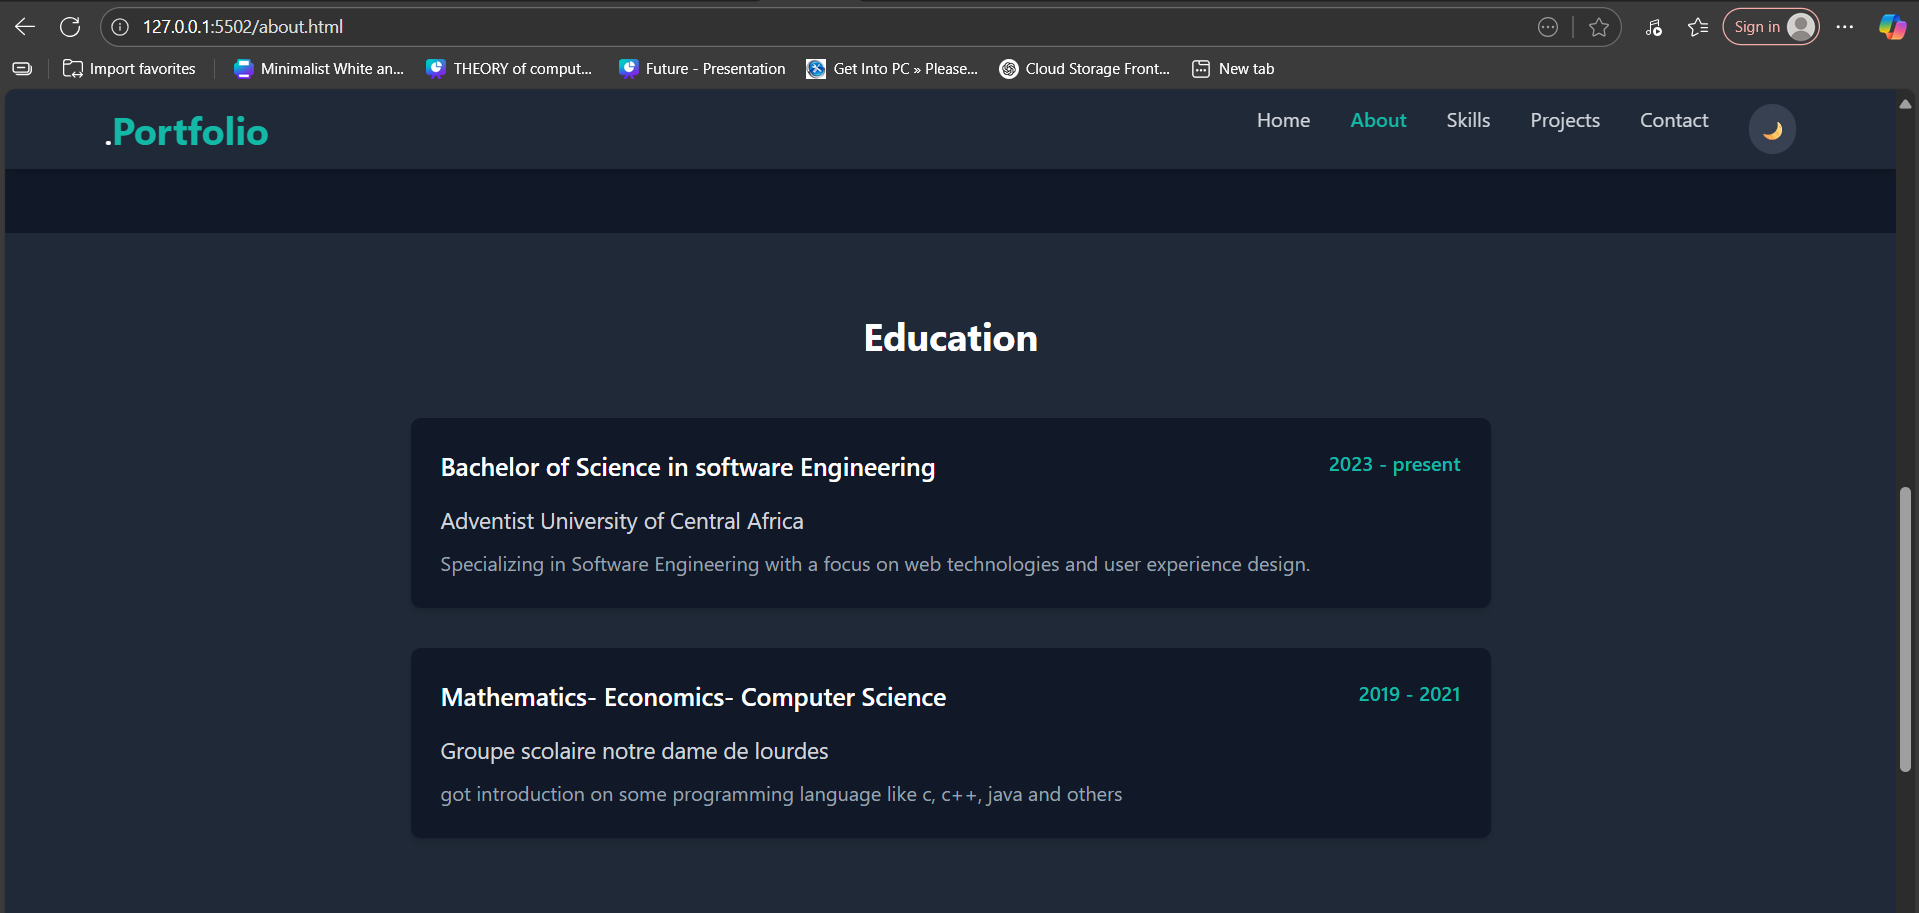 127.0.0.1:5502/about.html
Sign in
Import favorites
Minimalist White an...
THEORY of comput...
Future - Presentation
Get Into PC » Please...
Cloud Storage Front...
New tab
.Portfolio
Home
About
Skills
Projects
Contact
Education
Bachelor of Science in software Engineering
2023 - present
Adventist University of Central Africa
Specializing in Software Engineering with a focus on web technologies and user experience design.
Mathematics- Economics- Computer Science
2019 - 2021
Groupe scolaire notre dame de lourdes
got introduction on some programming language like c, c++, java and others